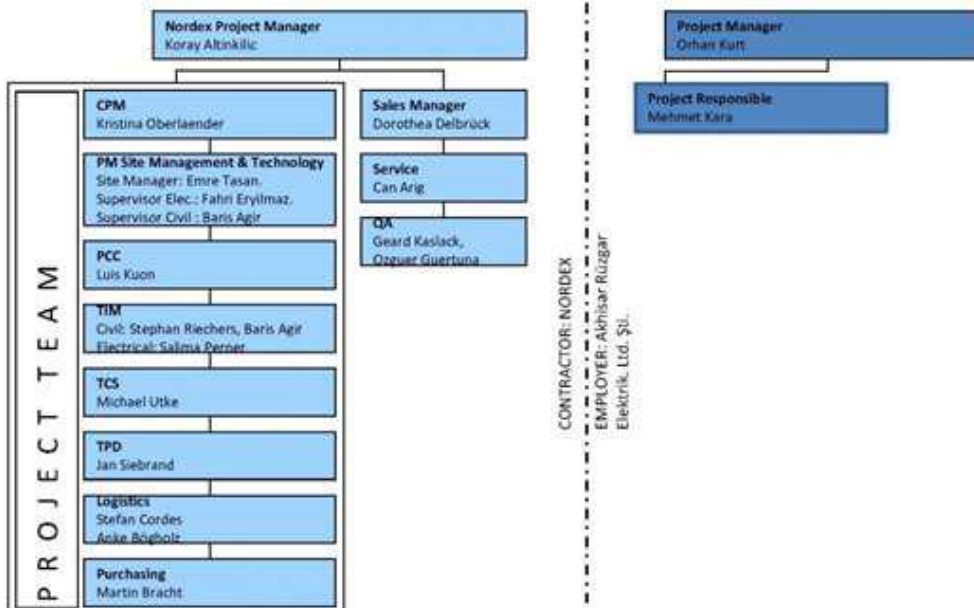 Nordex Project Manager
Koray Altinkilic
Project Manager
Orhan Kurt
PROJECT TEAM
CPM
Kristina Oberlaender
PM Site Management & Technology
Site Manager: Emre Tasan.
Supervisor Elec.: Fahri Eryilmaz.
Supervisor Civil : Baris Agir
PCC
Luis Kuon
TIM
Civil: Stephan Riechers, Baris Agir
Electrical: Salima Perner
TCS
Michael Utke
TPD
Jan Siebrand
Logistics
Stefan Cordes
Anke Bögholz
Purchasing
Martin Bracht
Sales Manager
Dorothea Delbrück
Service
Can Arig
QA
Geard Kaslack,
Ozguer Guertuna
CONTRACTOR: NORDEX
EMPLOYER: Akhisar Rüzgar
Elektrik. Ltd. Şti.
Project Responsible
Mehmet Kara